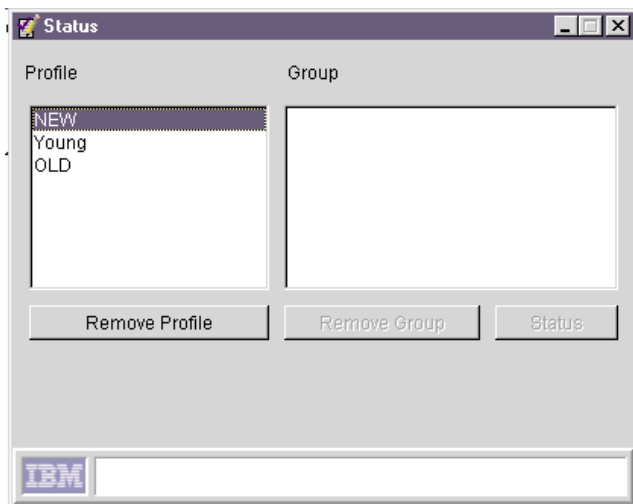 Status
Profile
Group
NEW
Young
OLD
Remove Profile
Remove Group
Status
IBM